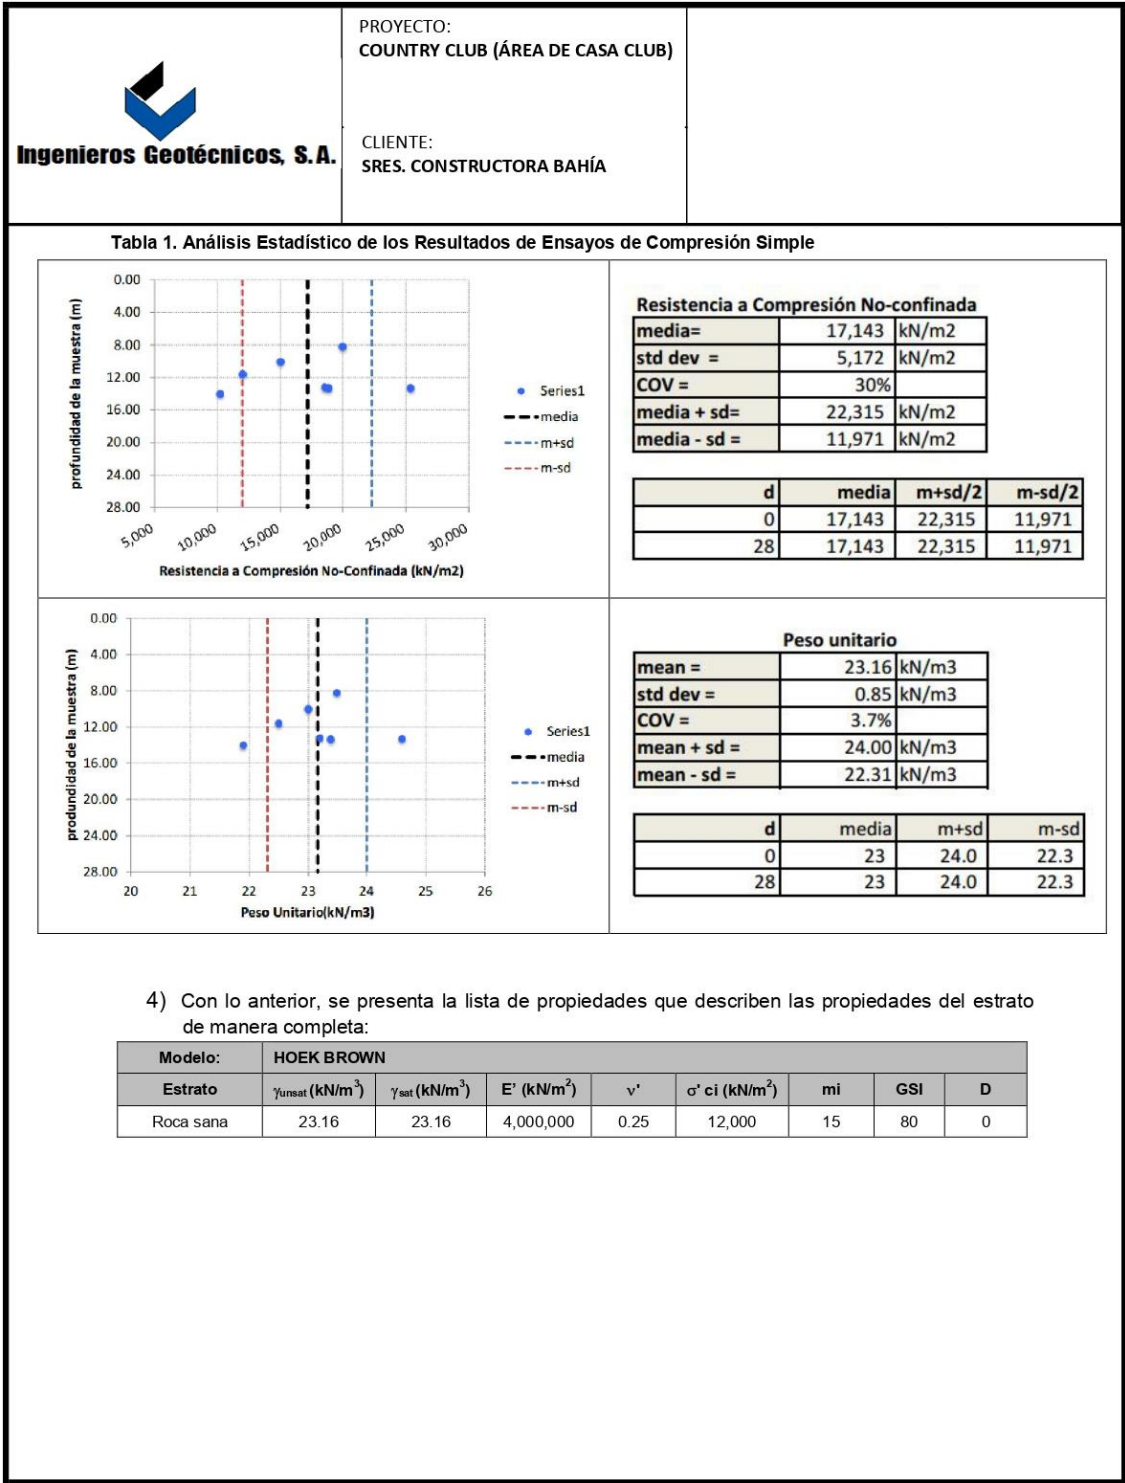 PROYECTO:
COUNTRY CLUB (ÁREA DE CASA CLUB)
Ingenieros Geotécnicos, S.A.
CLIENTE:
SRES. CONSTRUCTORA BAHÍA
Tabla 1. Análisis Estadístico de los Resultados de Ensayos de Compresión Simple
profundidad de la muestra (m)
0.00
4.00
8.00
12.00
16.00
20.00
24.00
28.00
5,000 10,000 15,000 20,000 25,000 30,000
Resistencia a Compresión No-Confinada (kN/m2)
Series1
media
m+sd
m-sd
Resistencia a Compresión No-confinada
media= 17,143 kN/m2
std dev = 5,172 kN/m2
COV = 30%
media + sd= 22,315 kN/m2
media - sd = 11,971 kN/m2
d media m+sd/2 m-sd/2
0 17,143 22,315 11,971
28 17,143 22,315 11,971
produndiad de la muestra (m)
0.00
4.00
8.00
12.00
16.00
20.00
24.00
28.00
20 21 22 23 24 25 26
Peso Unitario(kN/m3)
Series1
media
m+sd
m-sd
Peso unitario
mean = 23.16 kN/m3
std dev = 0.85 kN/m3
COV = 3.7%
mean + sd = 24.00 kN/m3
mean - sd = 22.31 kN/m3
d media m+sd m-sd
0 23 24.0 22.3
28 23 24.0 22.3
4) Con lo anterior, se presenta la lista de propiedades que describen las propiedades del estrato
de manera completa:
Modelo: HOEK BROWN
Estrato γunsat (kN/m³) γsat (kN/m³) E' (kN/m²) ν' σ' ci (kN/m²) mi GSI D
Roca sana 23.16 23.16 4,000,000 0.25 12,000 15 80 0